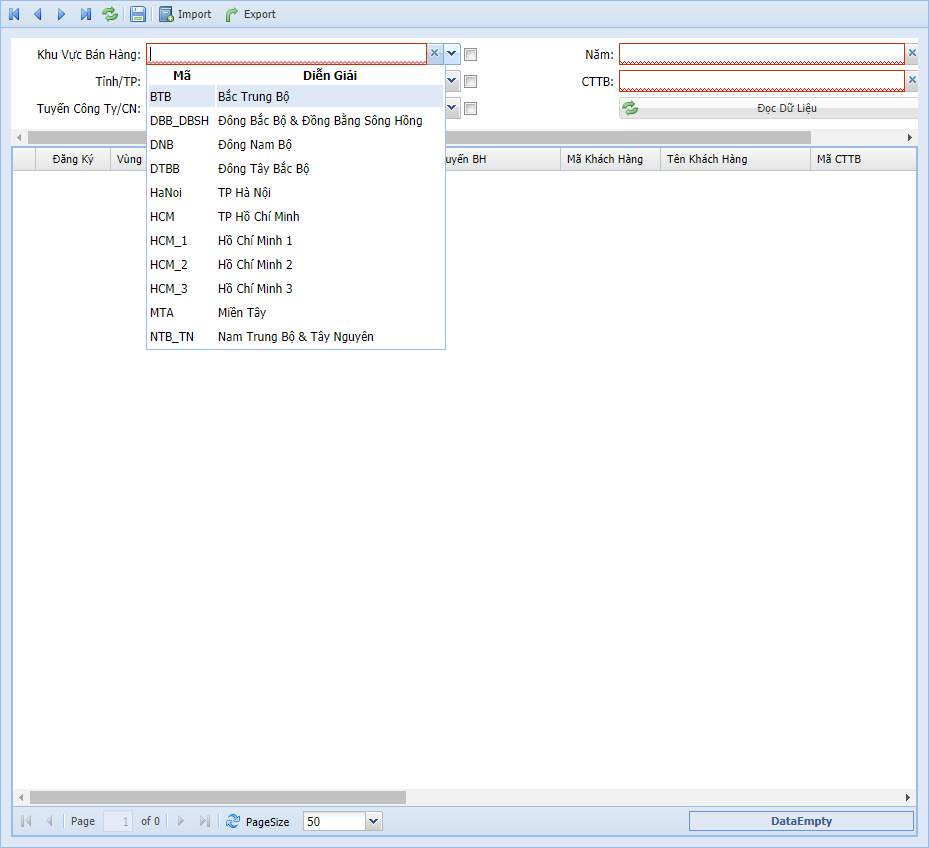 Import Export
Khu Vực Bán Hàng: Năm:
Tỉnh/TP: CTTB:
Tuyến Công Ty/CN: Đọc Dữ Liệu
Mã Diễn Giải
BTB Bắc Trung Bộ
DBB_DBSH Đông Bắc Bộ & Đồng Bằng Sông Hồng
DNB Đông Nam Bộ
DTBB Đông Tây Bắc Bộ
HaNoi TP Hà Nội
HCM TP Hồ Chí Minh
HCM_1 Hồ Chí Minh 1
HCM_2 Hồ Chí Minh 2
HCM_3 Hồ Chí Minh 3
MTA Miền Tây
NTB_TN Nam Trung Bộ & Tây Nguyên
Đăng Ký Vùng uyến BH Mã Khách Hàng Tên Khách Hàng Mã CTTB
Page 1 of 0 PageSize 50 DataEmpty